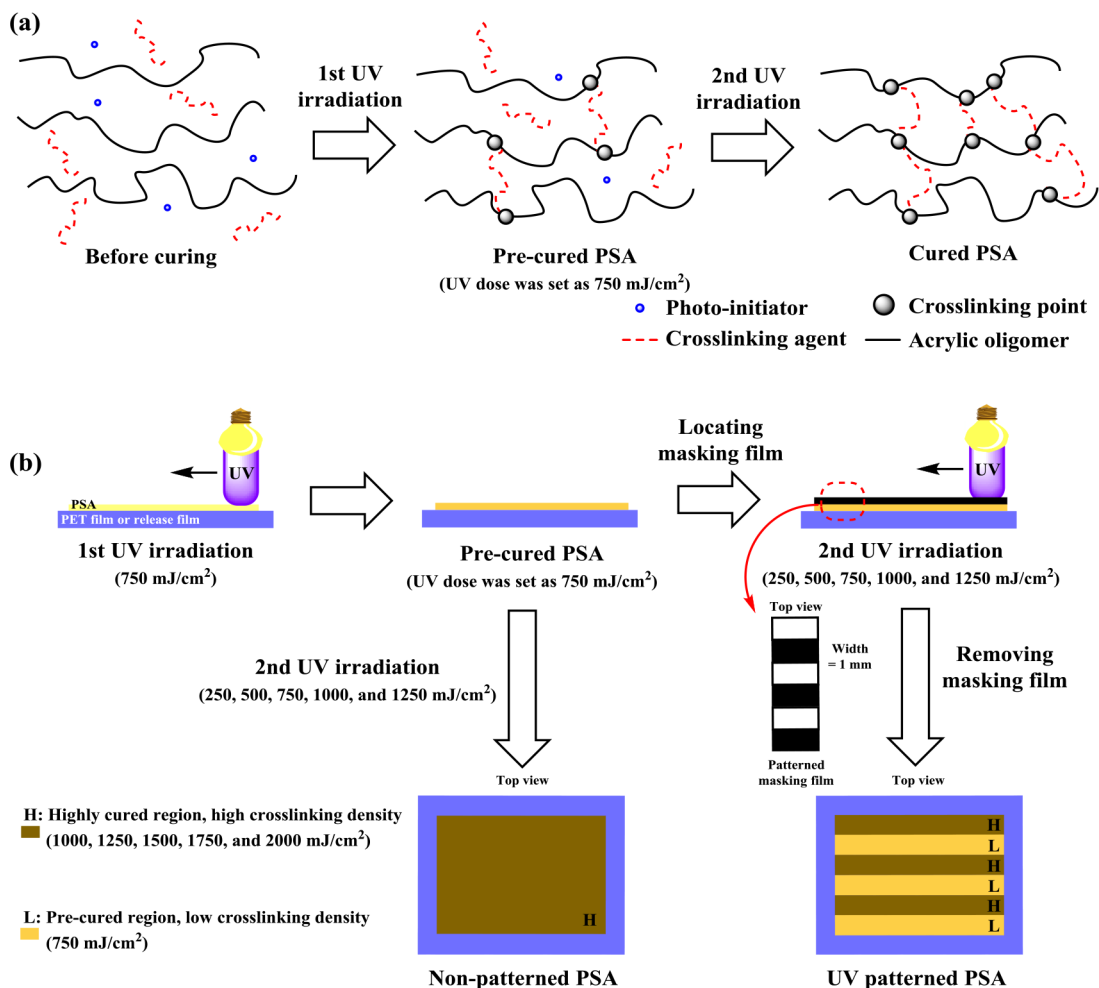 (a)
1st UV
irradiation
2nd UV
irradiation
Before curing
Pre-cured PSA
(UV dose was set as 750 mJ/cm²)
Cured PSA
Photo-initiator
Crosslinking point
Crosslinking agent
Acrylic oligomer
(b)
UV
PSA
PET film or release film
1st UV irradiation
(750 mJ/cm²)
Pre-cured PSA
(UV dose was set as 750 mJ/cm²)
Locating
masking film
UV
2nd UV irradiation
(250, 500, 750, 1000, and 1250 mJ/cm²)
2nd UV irradiation
(250, 500, 750, 1000, and 1250 mJ/cm²)
Top view
Width
= 1 mm
Patterned
masking film
Removing
masking film
Top view
Top view
H: Highly cured region, high crosslinking density
(1000, 1250, 1500, 1750, and 2000 mJ/cm²)
L: Pre-cured region, low crosslinking density
(750 mJ/cm²)
H
Non-patterned PSA
H
L
H
L
H
L
UV patterned PSA